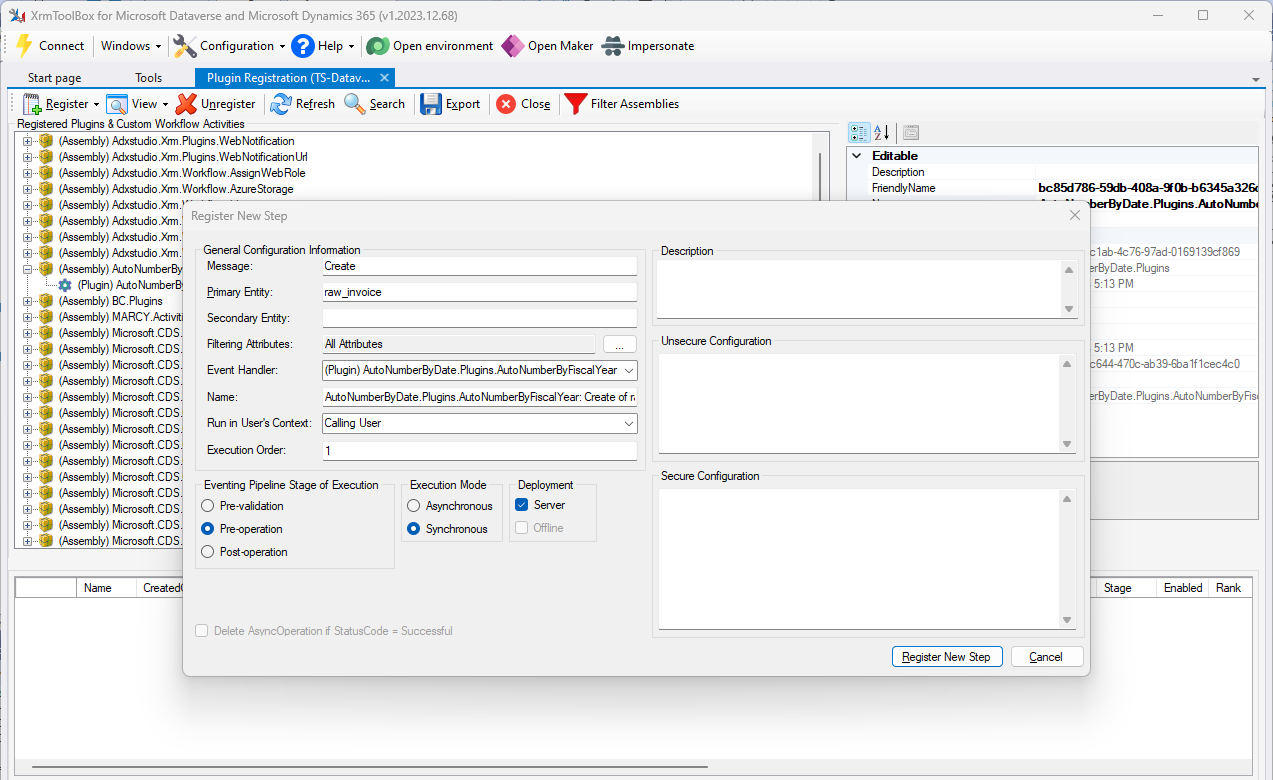 XrmToolBox for Microsoft Dataverse and Microsoft Dynamics 365 (v1.2023.12.68)
Connect Windows Configuration Help Open environment Open Maker Impersonate
Start page Tools Plugin Registration (TS-Datav...
Register View Unregister Refresh Search Export Close Filter Assemblies
Registered Plugins & Custom Workflow Activities
(Assembly) Adxstudio.Xrm.Plugins.WebNotification
(Assembly) Adxstudio.Xrm.Plugins.WebNotificationUrl
(Assembly) Adxstudio.Xrm.Workflow.AssignWebRole
(Assembly) Adxstudio.Xrm.Workflow.AzureStorage
(Assembly) Adxstudio.Xrm.
(Assembly) Adxstudio.Xrm.
(Assembly) Adxstudio.Xrm.
(Assembly) Adxstudio.Xrm.
(Assembly) AutoNumberBy
(Plugin) AutoNumberBy
(Assembly) BC.Plugins
(Assembly) MARCY.Activiti
(Assembly) Microsoft.CDS.
(Assembly) Microsoft.CDS.
(Assembly) Microsoft.CDS.
(Assembly) Microsoft.CDS.
(Assembly) Microsoft.CDS.
(Assembly) Microsoft.CDS.
(Assembly) Microsoft.CDS.
(Assembly) Microsoft.CDS.
(Assembly) Microsoft.CDS.
(Assembly) Microsoft.CDS.
(Assembly) Microsoft.CDS.
(Assembly) Microsoft.CDS.
(Assembly) Microsoft.CDS.
(Assembly) Microsoft.CDS.
Editable
Description
FriendlyName bc85d786-59db-408a-9f0b-b6345a326c
AutoNumberByDate.Plugins.AutoNumbe
c1ab-4c76-97ad-0169139cf869
erByDate.Plugins
5:13 PM
5:13 PM
c644-470c-ab39-6ba1f1cec4c0
erByDate.Plugins.AutoNumberByFisc
Register New Step
General Configuration Information
Message: Create
Primary Entity: raw_invoice
Secondary Entity:
Filtering Attributes: All Attributes ...
Event Handler: (Plugin) AutoNumberByDate.Plugins.AutoNumberByFiscalYear
Name: AutoNumberByDate.Plugins.AutoNumberByFiscalYear: Create of ra
Run in User's Context: Calling User
Execution Order: 1
Eventing Pipeline Stage of Execution
Pre-validation
Pre-operation
Post-operation
Execution Mode
Asynchronous
Synchronous
Deployment
Server
Offline
Delete AsyncOperation if StatusCode = Successful
Description
Unsecure Configuration
Secure Configuration
Register New Step Cancel
Name Created Stage Enabled Rank